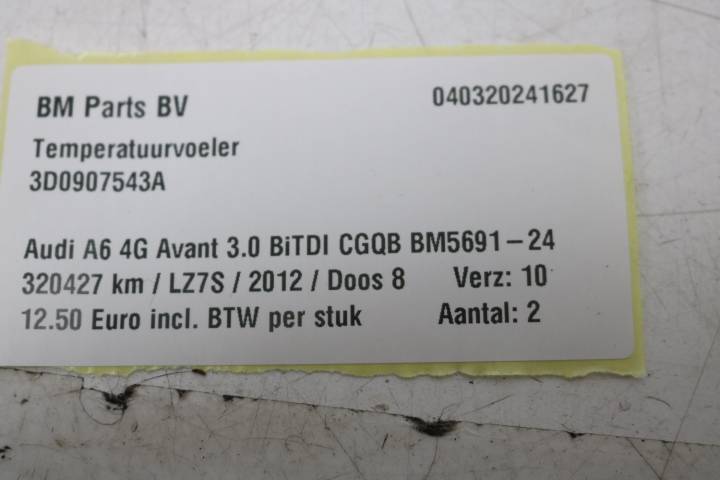 BM Parts BV 040320241627
Temperatuurvoeler
3D0907543A
Audi A6 4G Avant 3.0 BiTDI CGQB BM5691-24
320427 km / LZ7S / 2012 / Doos 8 Verz: 10
12.50 Euro incl. BTW per stuk Aantal: 2